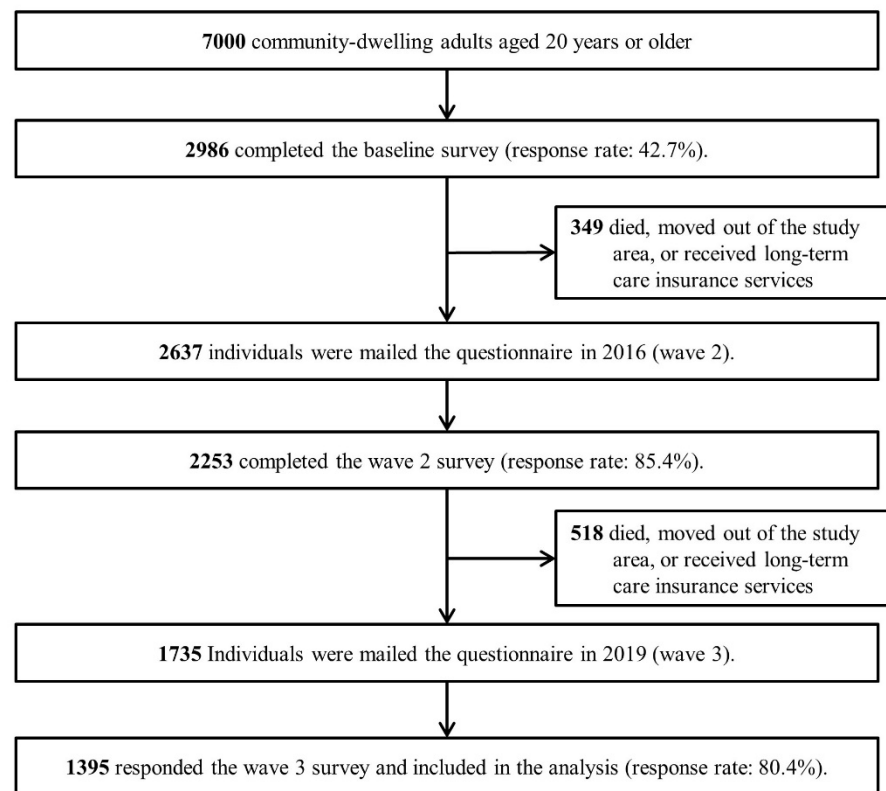 7000 community-dwelling adults aged 20 years or older
2986 completed the baseline survey (response rate: 42.7%).
349 died, moved out of the study
area, or received long-term
care insurance services
2637 individuals were mailed the questionnaire in 2016 (wave 2).
2253 completed the wave 2 survey (response rate: 85.4%).
518 died, moved out of the study
area, or received long-term
care insurance services
1735 Individuals were mailed the questionnaire in 2019 (wave 3).
1395 responded the wave 3 survey and included in the analysis (response rate: 80.4%).